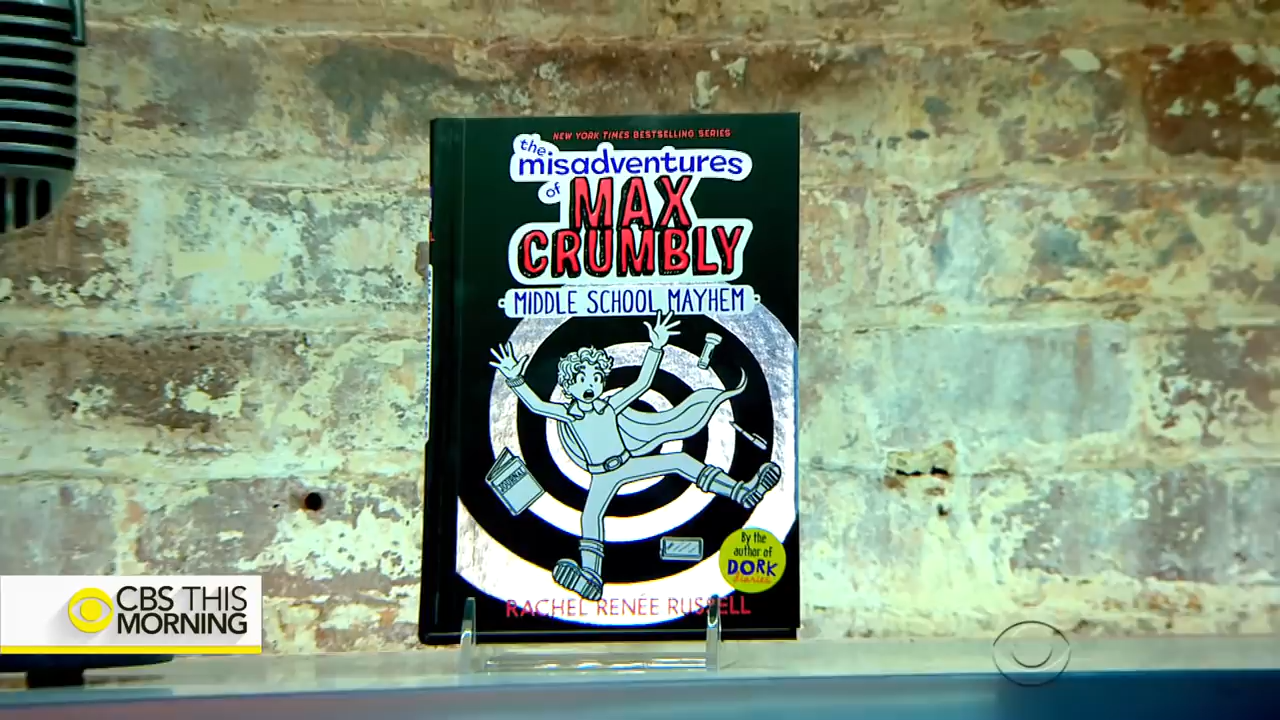 NEW YORK TIMES BESTSELLING SERIES
the
misadventures
of MAX
CRUMBLY
MIDDLE SCHOOL MAYHEM
JOURNAL
By the
author of
DORK
diaries
RACHEL RENÉE RUSSELL
CBS THIS
MORNING